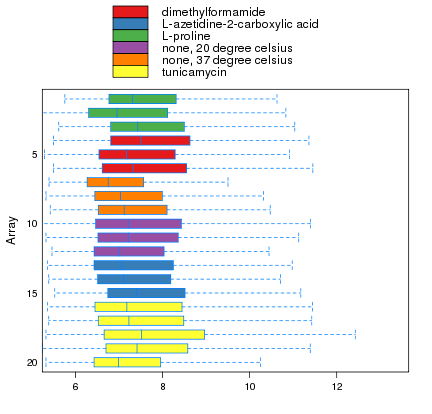 dimethylformamide
L-azetidine-2-carboxylic acid
L-proline
none, 20 degree celsius
none, 37 degree celsius
tunicamycin
Array
5
10
15
20
6 8 10 12